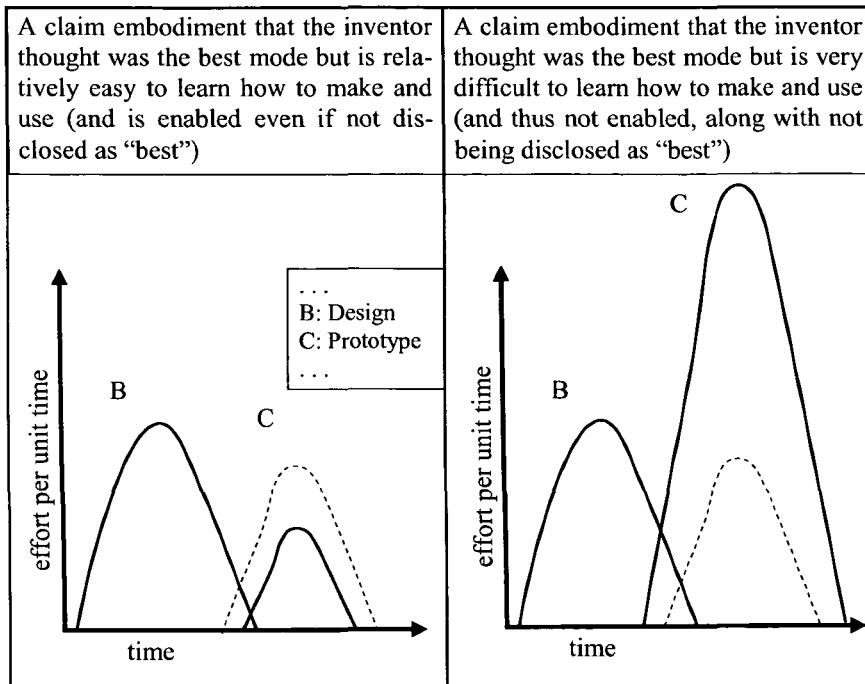 A claim embodiment that the inventor
thought was the best mode but is rela-
tively easy to learn how to make and
use (and is enabled even if not dis-
closed as “best”)
A claim embodiment that the inventor
thought was the best mode but is very
difficult to learn how to make and use
(and thus not enabled, along with not
being disclosed as “best”)
. . .
B: Design
C: Prototype
. . .
B
C
effort per unit time
time
B
C
effort per unit time
time